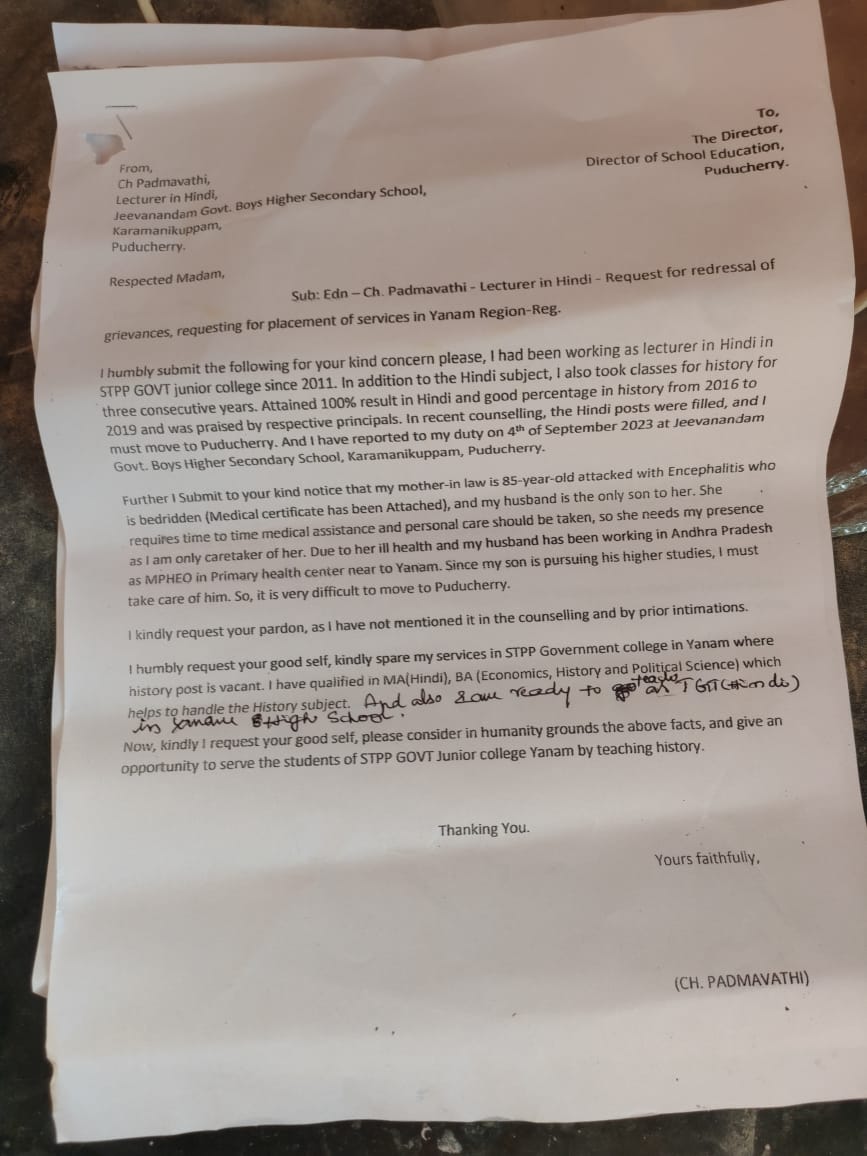 To,
The Director,
Director of School Education,
Puducherry.
From,
Ch Padmavathi,
Lecturer in Hindi,
Jeevanandam Govt. Boys Higher Secondary School,
Karamanikuppam,
Puducherry.
Respected Madam,
Sub: Edn – Ch. Padmavathi - Lecturer in Hindi - Request for redressal of
grievances, requesting for placement of services in Yanam Region-Reg.
I humbly submit the following for your kind concern please, I had been working as lecturer in Hindi in
STPP GOVT junior college since 2011. In addition to the Hindi subject, I also took classes for history for
three consecutive years. Attained 100% result in Hindi and good percentage in history from 2016 to
2019 and was praised by respective principals. In recent counselling, the Hindi posts were filled, and I
must move to Puducherry. And I have reported to my duty on 4th of September 2023 at Jeevanandam
Govt. Boys Higher Secondary School, Karamanikuppam, Puducherry.
Further I Submit to your kind notice that my mother-in law is 85-year-old attacked with Encephalitis who
is bedridden (Medical certificate has been Attached), and my husband is the only son to her. She
requires time to time medical assistance and personal care should be taken, so she needs my presence
as I am only caretaker of her. Due to her ill health and my husband has been working in Andhra Pradesh
as MPHEO in Primary health center near to Yanam. Since my son is pursuing his higher studies, I must
take care of him. So, it is very difficult to move to Puducherry.
I kindly request your pardon, as I have not mentioned it in the counselling and by prior intimations.
I humbly request your good self, kindly spare my services in STPP Government college in Yanam where
history post is vacant. I have qualified in MA(Hindi), BA (Economics, History and Political Science) which
helps to handle the History subject. And also I am ready to teach as TGT (Hindi)
in Yanam High School.
Now, kindly I request your good self, please consider in humanity grounds the above facts, and give an
opportunity to serve the students of STPP GOVT Junior college Yanam by teaching history.
Thanking You.
Yours faithfully,
(CH. PADMAVATHI)